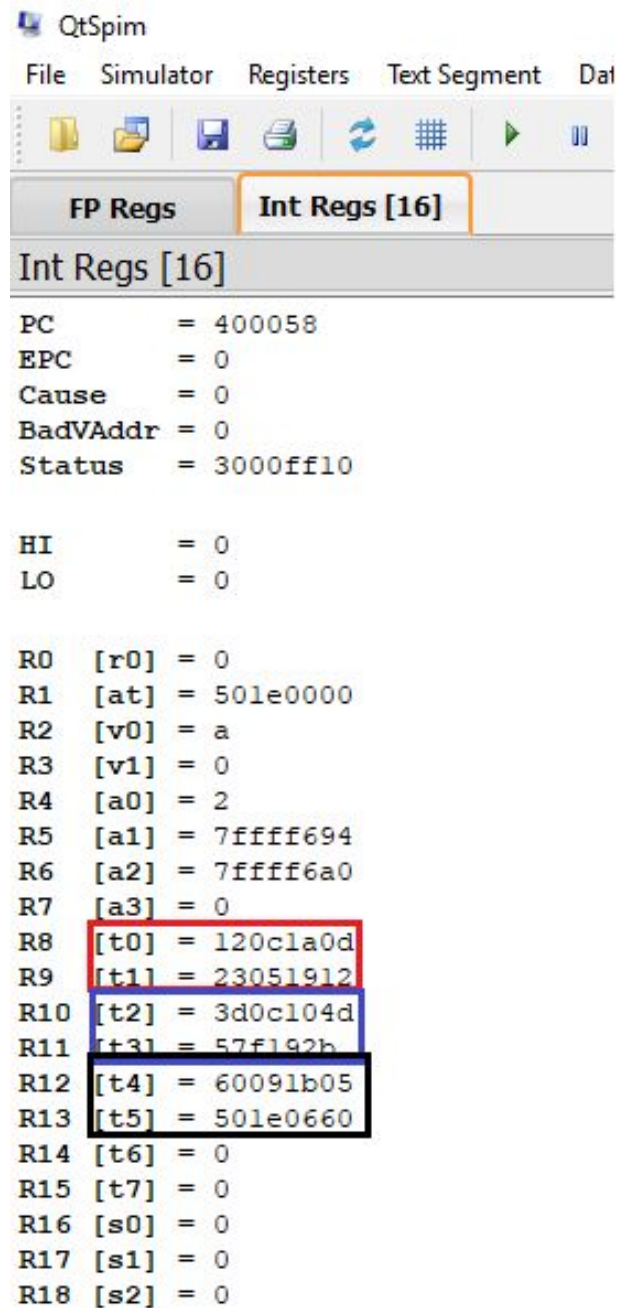 QtSpim
File Simulator Registers Text Segment Dat
FP Regs Int Regs [16]
Int Regs [16]
PC = 400058
EPC = 0
Cause = 0
BadVAddr = 0
Status = 3000ff10
HI = 0
LO = 0
R0 [r0] = 0
R1 [at] = 501e0000
R2 [v0] = a
R3 [v1] = 0
R4 [a0] = 2
R5 [a1] = 7ffff694
R6 [a2] = 7ffff6a0
R7 [a3] = 0
R8 [t0] = 120c1a0d
R9 [t1] = 23051912
R10 [t2] = 3d0c104d
R11 [t3] = 57f192b
R12 [t4] = 60091b05
R13 [t5] = 501e0660
R14 [t6] = 0
R15 [t7] = 0
R16 [s0] = 0
R17 [s1] = 0
R18 [s2] = 0